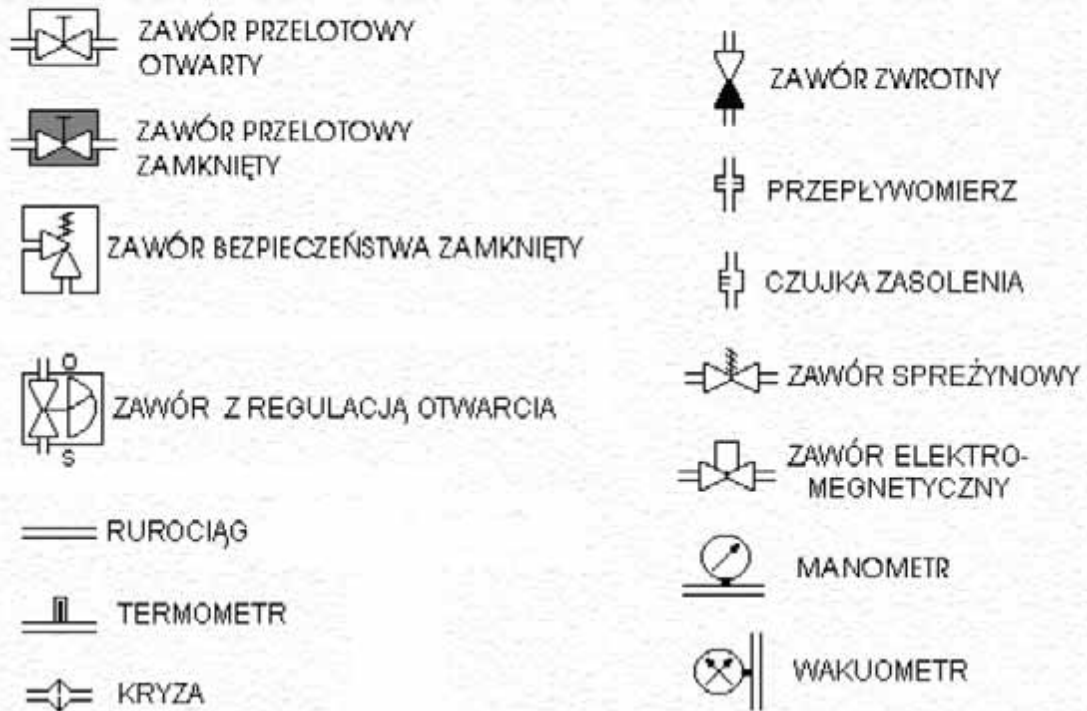 ZAWÓR PRZELOTOWY
OTWARTY
ZAWÓR PRZELOTOWY
ZAMKNIĘTY
ZAWÓR BEZPIECZEŃSTWA ZAMKNIĘTY
O
ZAWÓR Z REGULACJĄ OTWARCIA
S
RUROCIĄG
TERMOMETR
KRYZA
ZAWÓR ZWROTNY
PRZEPŁYWOMIERZ
CZUJKA ZASOLENIA
ZAWÓR SPREŻYNOWY
ZAWÓR ELEKTRO-
MEGNETYCZNY
MANOMETR
WAKUOMETR